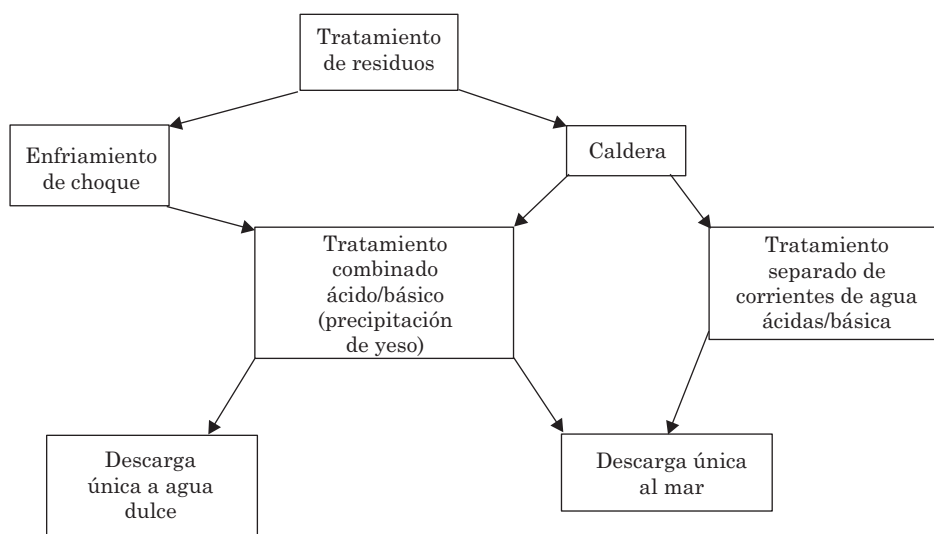 Tratamiento
de residuos
Enfriamiento
de choque
Caldera
Tratamiento
combinado
ácido/básico
(precipitación
de yeso)
Tratamiento
separado de
corrientes de agua
ácidas/básica
Descarga
única a agua
dulce
Descarga única
al mar